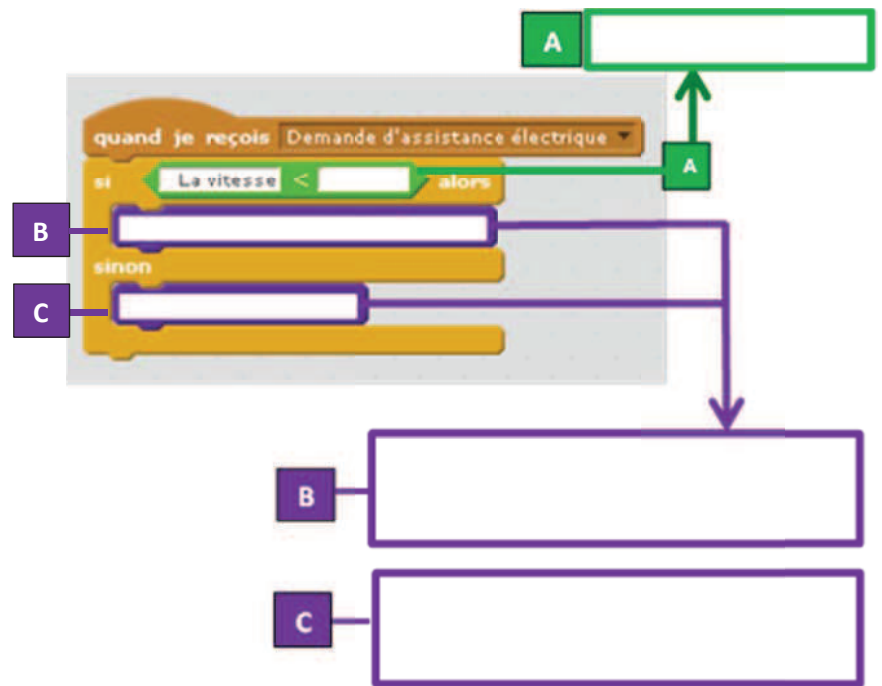 A
quand je reçois Demande d'assistance électrique
si La vitesse < alors
A
B
sinon
C
B
C